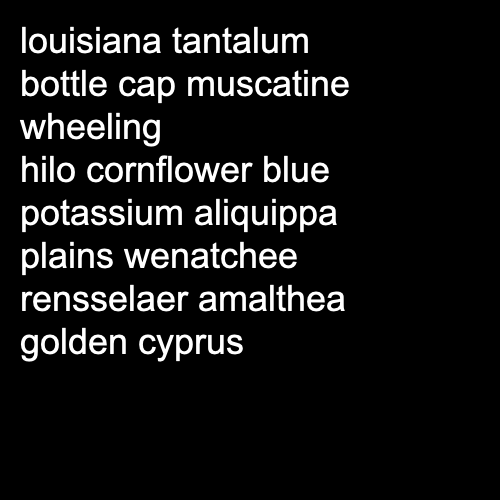 louisiana tantalum
bottle cap muscatine
wheeling
hilo cornflower blue
potassium aliquippa
plains wenatchee
rensselaer amalthea
golden cyprus